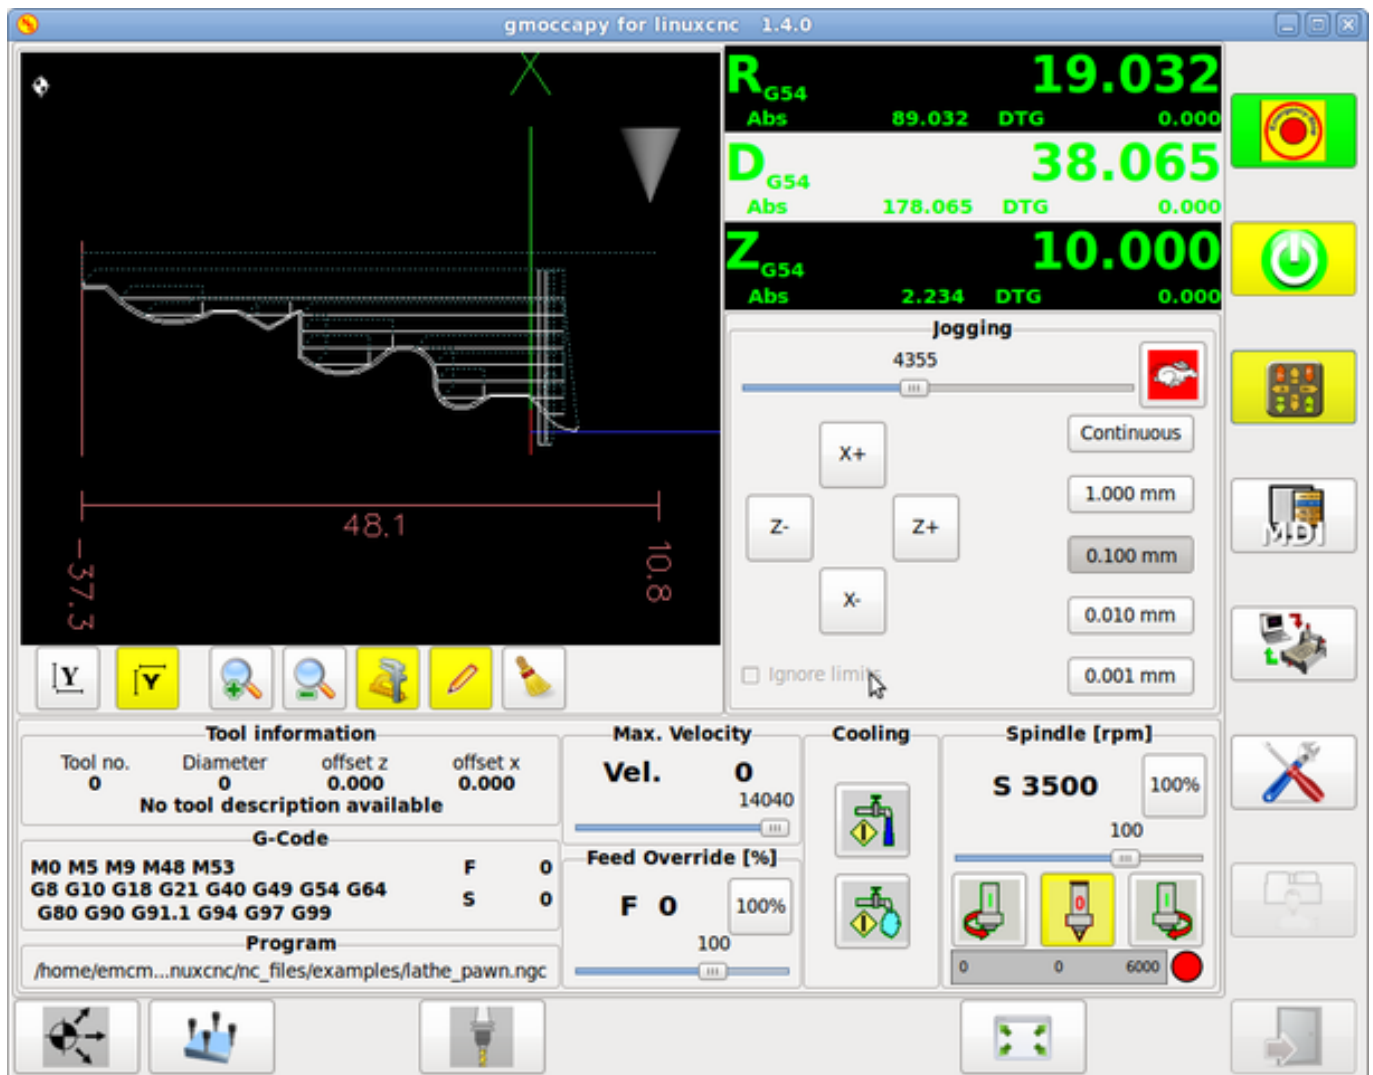 gmoccapy for linuxcnc 1.4.0
X
R G54 19.032
Abs 89.032 DTG 0.000
D G54 38.065
Abs 178.065 DTG 0.000
Z G54 10.000
Abs 2.234 DTG 0.000
48.1
-37.3
10.8
Jogging
4355
X+
Z-
Z+
X-
Continuous
1.000 mm
0.100 mm
0.010 mm
0.001 mm
Ignore limits
MDI
Y
Y
Tool information
Tool no. Diameter offset z offset x
0 0 0.000 0.000
No tool description available
G-Code
M0 M5 M9 M48 M53 F 0
G8 G10 G18 G21 G40 G49 G54 G64 S 0
G80 G90 G91.1 G94 G97 G99
Program
/home/emcm...nuxcnc/nc_files/examples/lathe_pawn.ngc
Max. Velocity
Vel. 0
14040
Feed Override [%]
F 0 100%
100
Cooling
Spindle [rpm]
S 3500 100%
100
1 0 1
0 0 6000